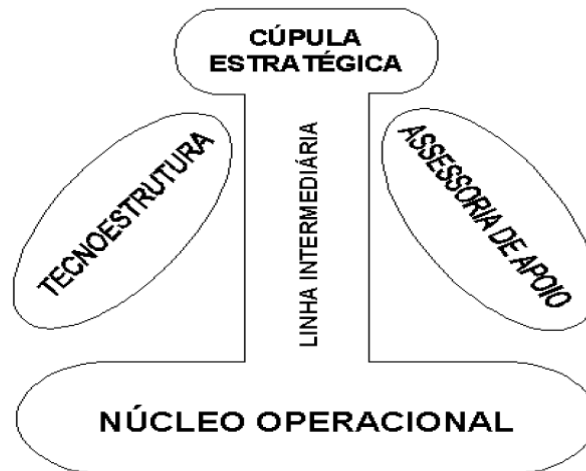 CÚPULA
ESTRATÉGICA
TECNOESTRUTURA
LINHA INTERMEDIÁRIA
ASSESSORIA DE APOIO
NÚCLEO OPERACIONAL